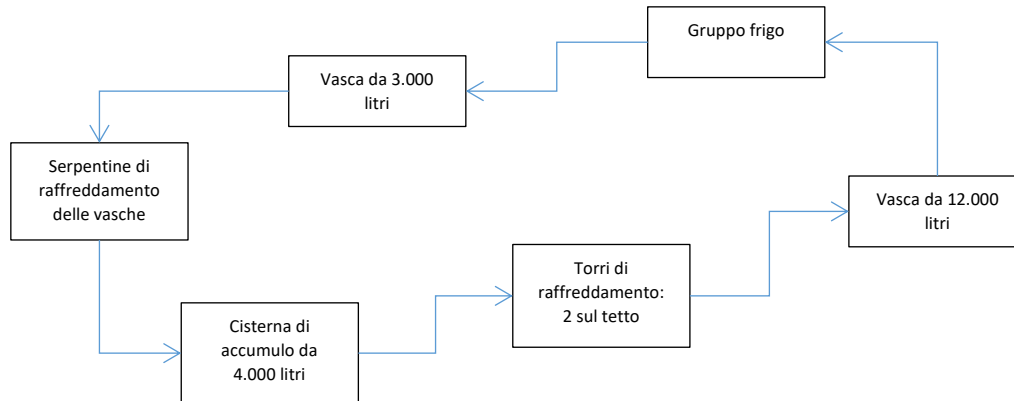 Gruppo frigo
Vasca da 3.000
litri
Serpentine di
raffreddamento
delle vasche
Vasca da 12.000
litri
Torri di
raffreddamento:
2 sul tetto
Cisterna di
accumulo da
4.000 litri